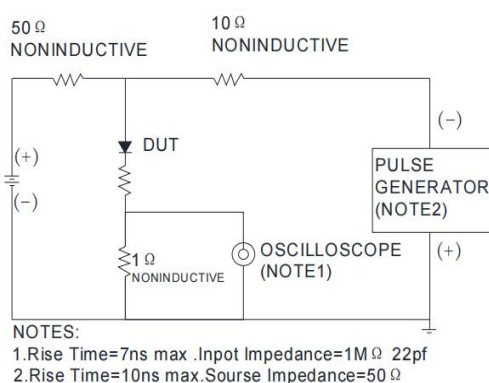 50 Ω
NONINDUCTIVE
10 Ω
NONINDUCTIVE
(+)
(−)
DUT
1 Ω
NONINDUCTIVE
OSCILLOSCOPE
(NOTE1)
(−)
PULSE
GENERATOR
(NOTE2)
(+)
NOTES:
1.Rise Time=7ns max .Inpot Impedance=1M Ω 22pf
2.Rise Time=10ns max.Sourse Impedance=50 Ω